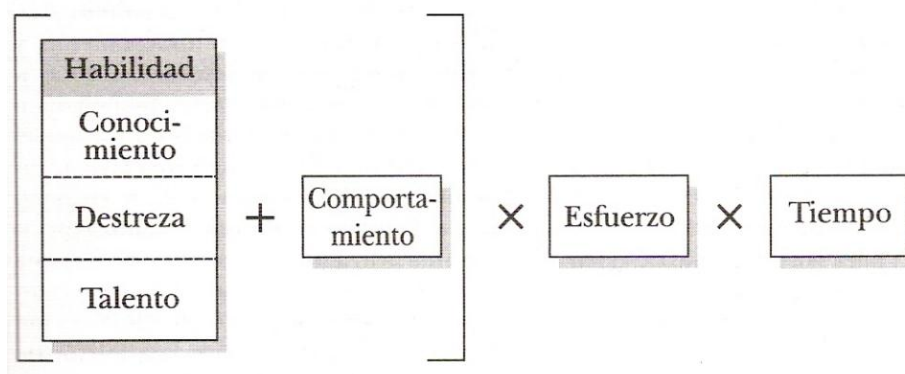 Habilidad
Conoci-
miento
Destreza
Talento
+
Comporta-
miento
×
Esfuerzo
×
Tiempo